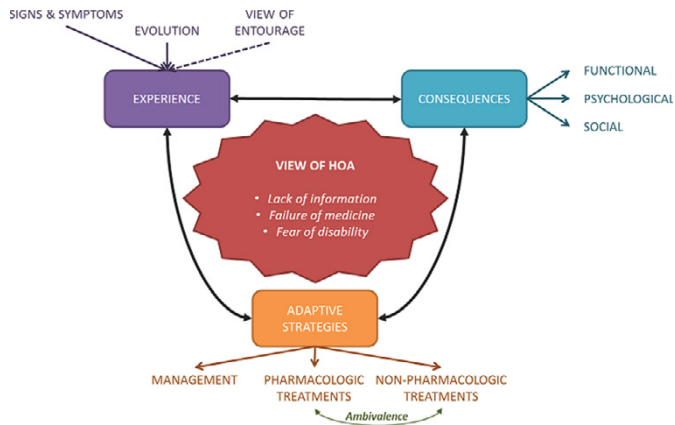 SIGNS & SYMPTOMS
EVOLUTION
VIEW OF
ENTOURAGE
EXPERIENCE
CONSEQUENCES
FUNCTIONAL
PSYCHOLOGICAL
SOCIAL
VIEW OF HOA
• Lack of information
• Failure of medicine
• Fear of disability
ADAPTIVE
STRATEGIES
MANAGEMENT
PHARMACOLOGIC
TREATMENTS
NON-PHARMACOLOGIC
TREATMENTS
Ambivalence